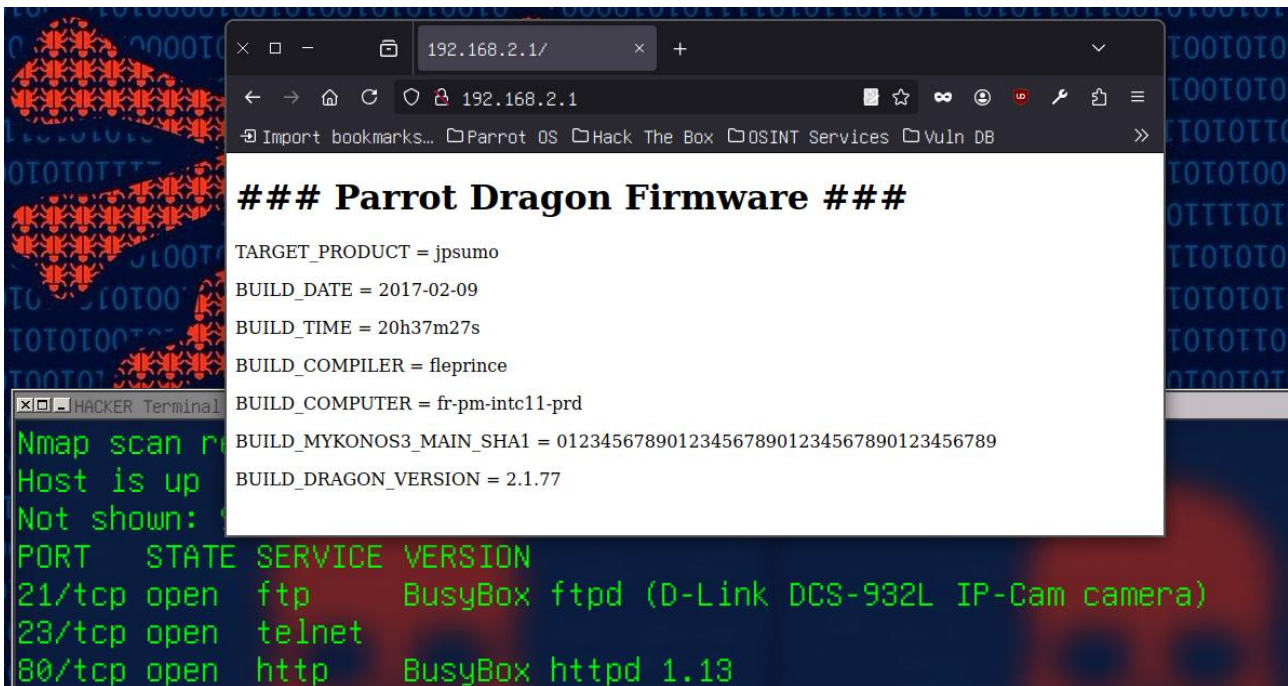 192.168.2.1/
192.168.2.1
Import bookmarks... Parrot OS Hack The Box OSINT Services Vuln DB
### Parrot Dragon Firmware ###
TARGET_PRODUCT = jpsumo
BUILD_DATE = 2017-02-09
BUILD_TIME = 20h37m27s
BUILD_COMPILER = fleprince
BUILD_COMPUTER = fr-pm-intc11-prd
BUILD_MYKONOS3_MAIN_SHA1 = 0123456789012345678901234567890123456789
BUILD_DRAGON_VERSION = 2.1.77
HACKER Terminal
Nmap scan
Host is up
Not shown:
PORT STATE SERVICE VERSION
21/tcp open ftp BusyBox ftpd (D-Link DCS-932L IP-Cam camera)
23/tcp open telnet
80/tcp open http BusyBox httpd 1.13